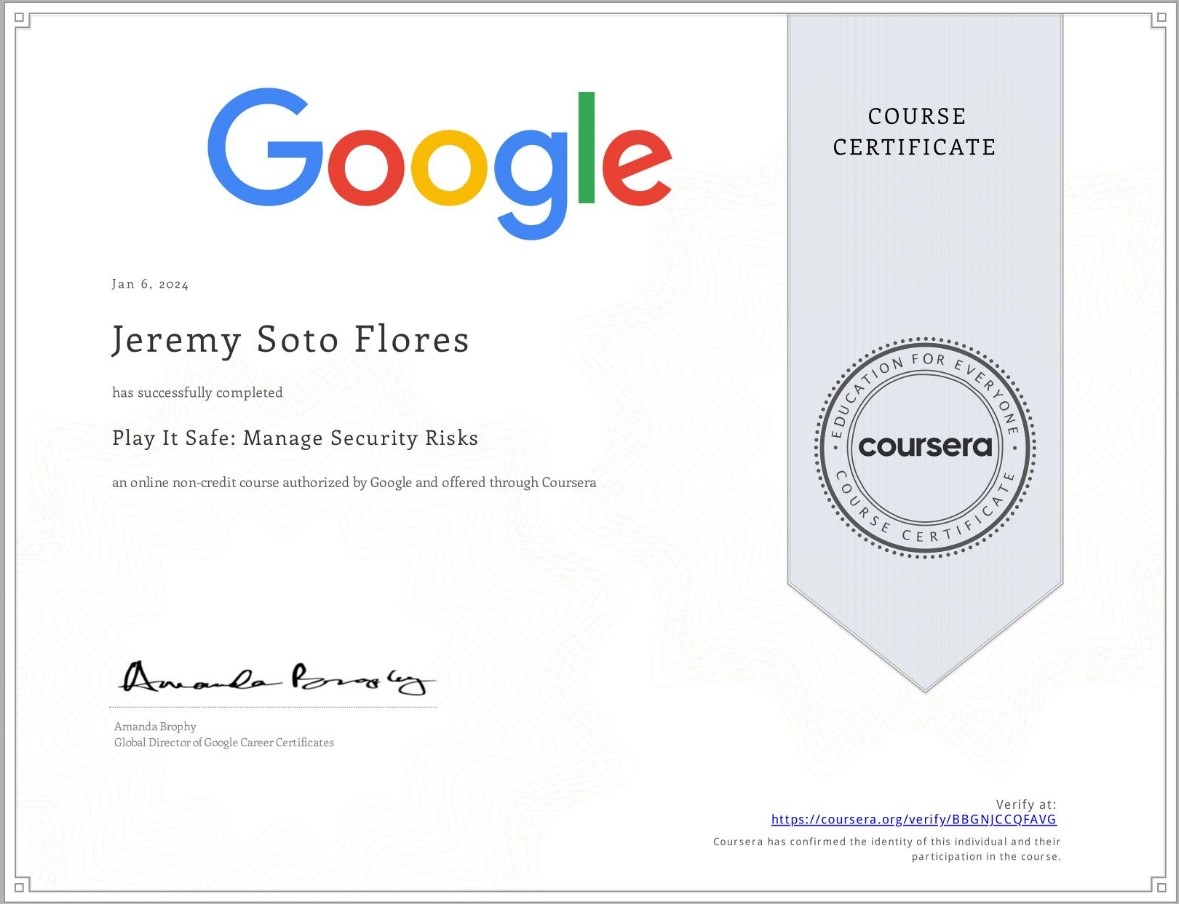 Google
COURSE
CERTIFICATE
Jan 6, 2024
Jeremy Soto Flores
has successfully completed
Play It Safe: Manage Security Risks
an online non-credit course authorized by Google and offered through Coursera
EDUCATION FOR EVERYONE
coursera
COURSE CERTIFICATE
Amanda Brophy
Amanda Brophy
Global Director of Google Career Certificates
Verify at:
https://coursera.org/verify/BBGNJCCQFAVG
Coursera has confirmed the identity of this individual and their
participation in the course.